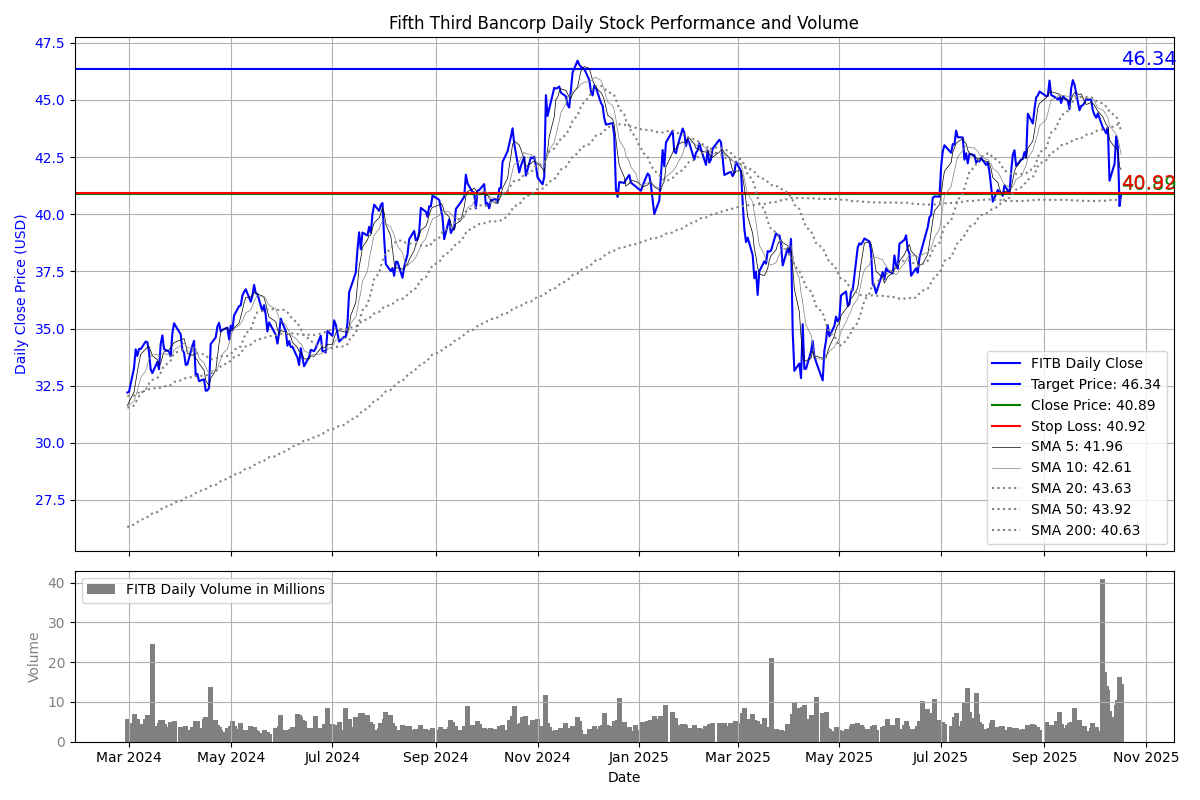 Fifth Third Bancorp Daily Stock Performance and Volume
47.5
45.0
42.5
40.0
37.5
35.0
32.5
30.0
27.5
Daily Close Price (USD)
46.34
40.89
40.92
FITB Daily Close
Target Price: 46.34
Close Price: 40.89
Stop Loss: 40.92
SMA 5: 41.96
SMA 10: 42.61
SMA 20: 43.63
SMA 50: 43.92
SMA 200: 40.63
40
30
20
10
0
Volume
FITB Daily Volume in Millions
Mar 2024 May 2024 Jul 2024 Sep 2024 Nov 2024 Jan 2025 Mar 2025 May 2025 Jul 2025 Sep 2025 Nov 2025
Date